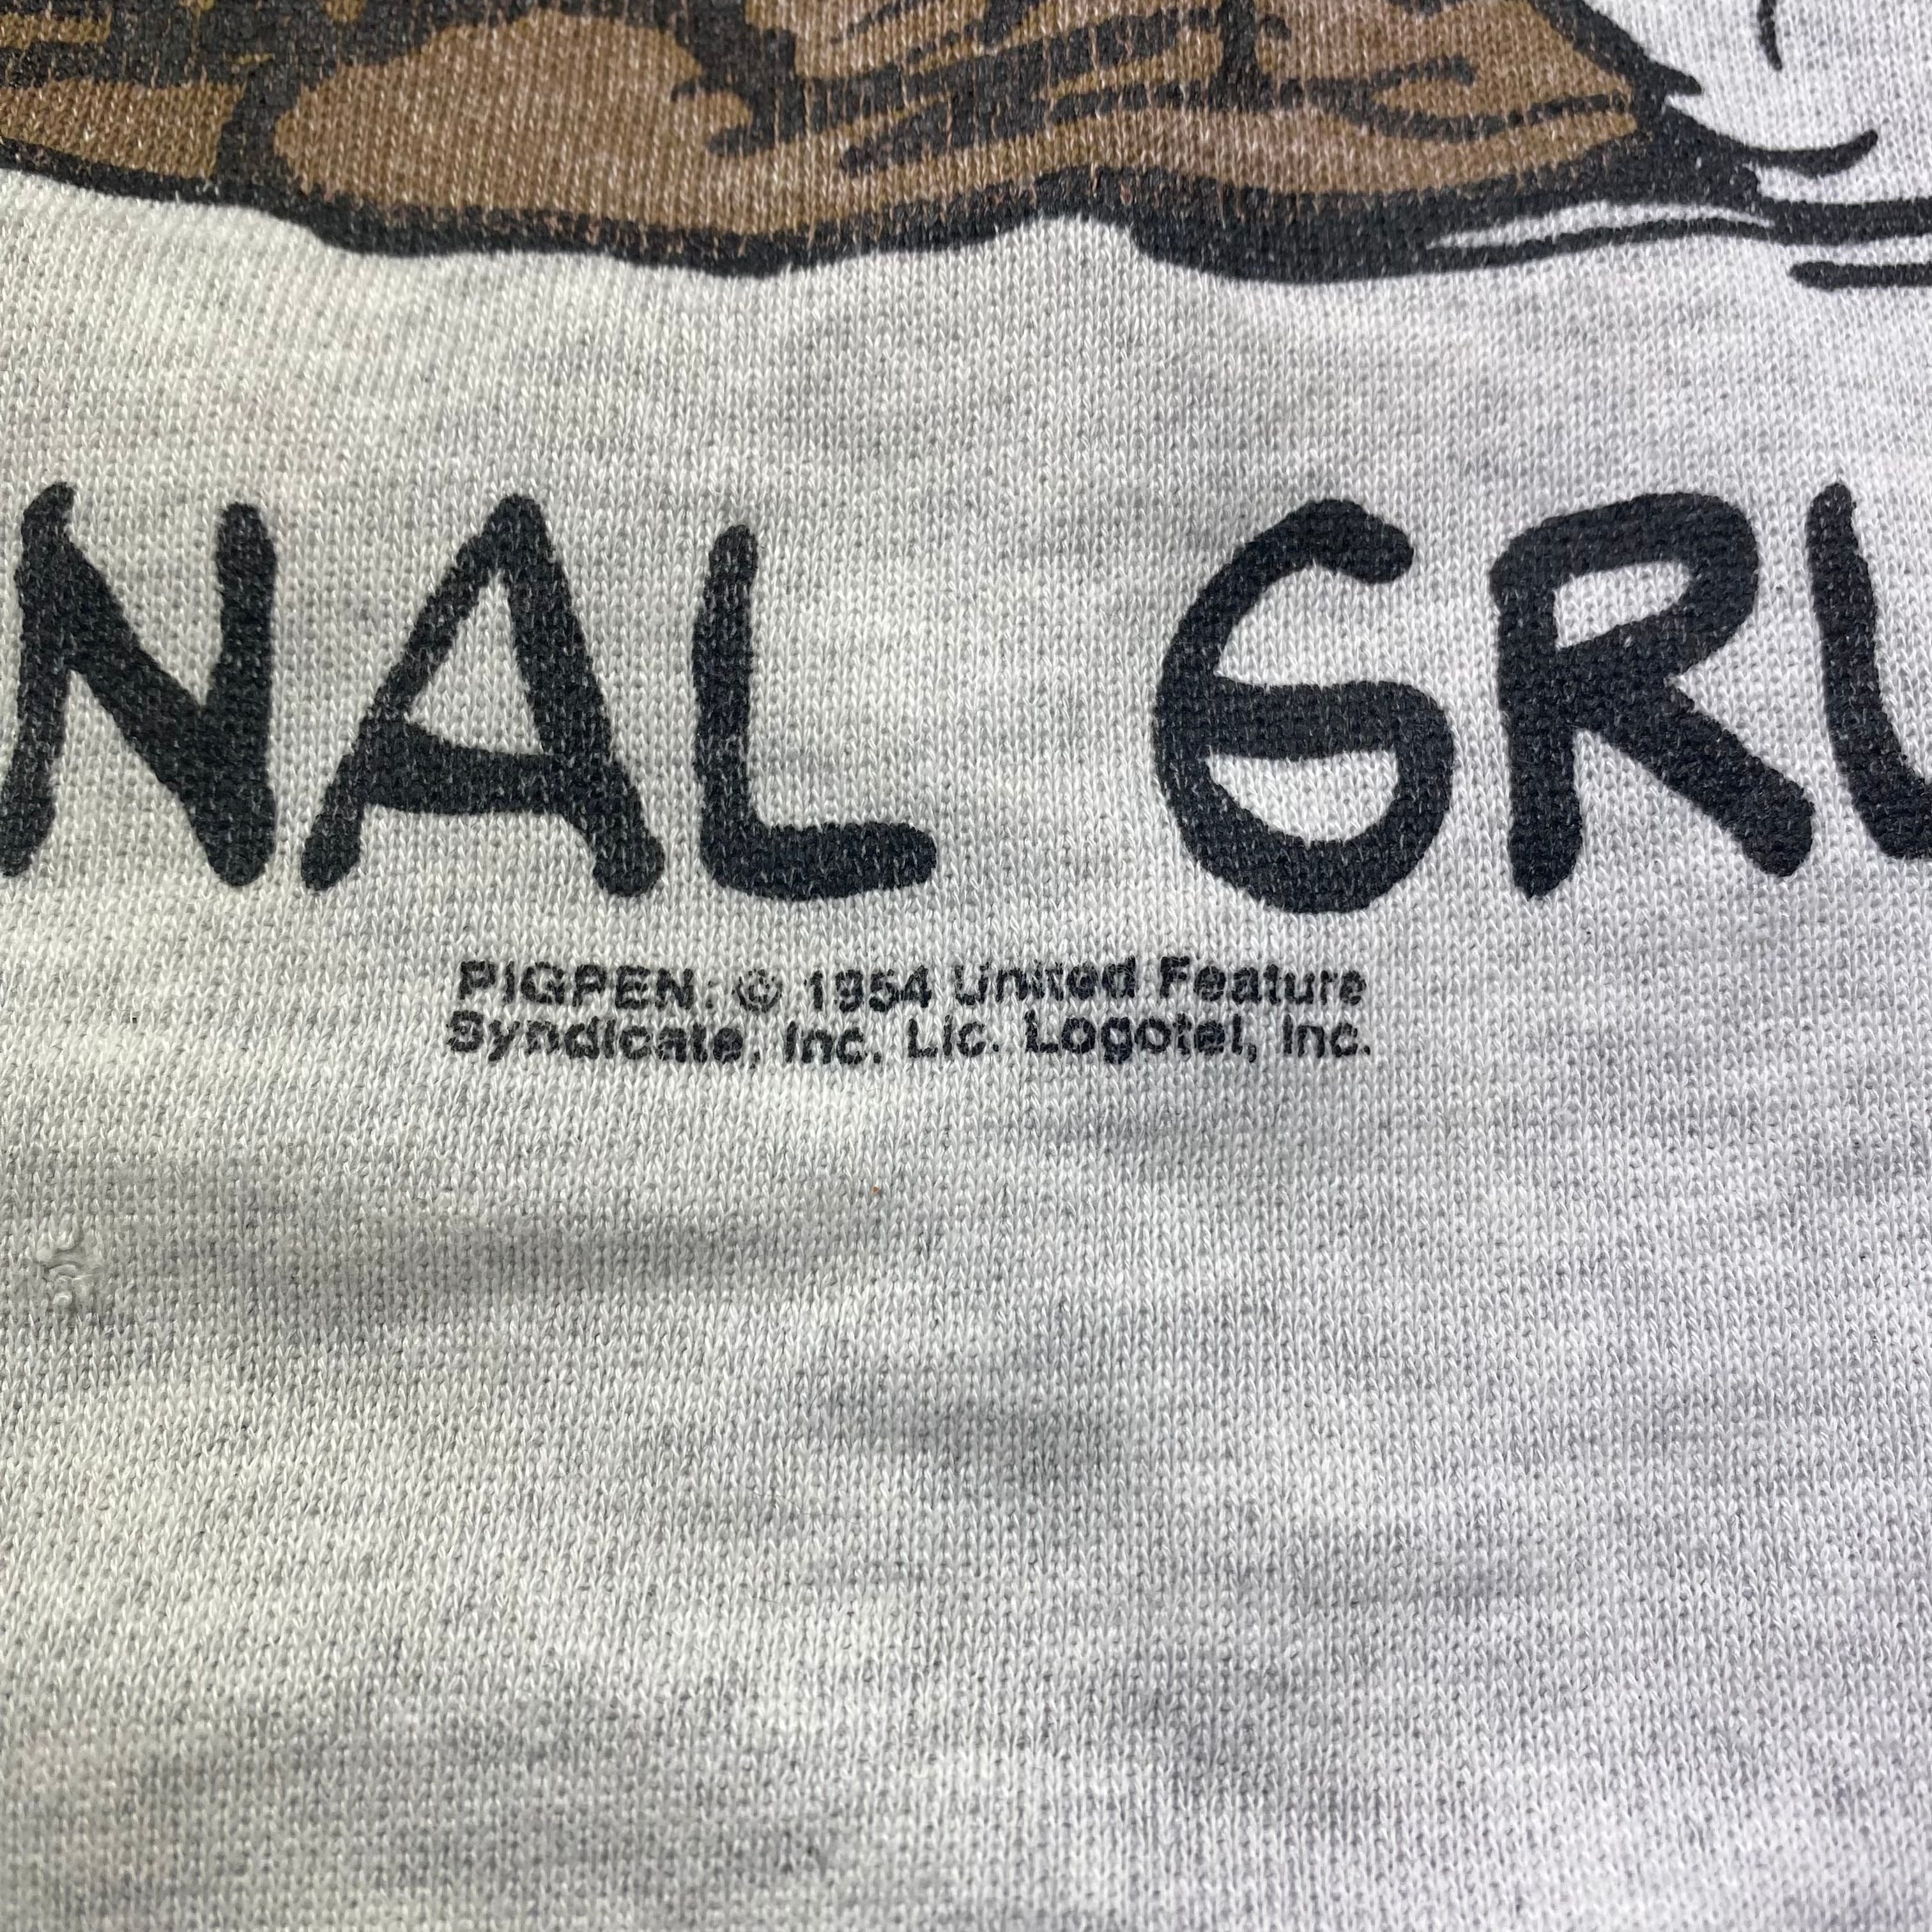 NAL GRU
PIGPEN: © 1954 United Feature
Syndicate, Inc. Lic. Logotel, Inc.